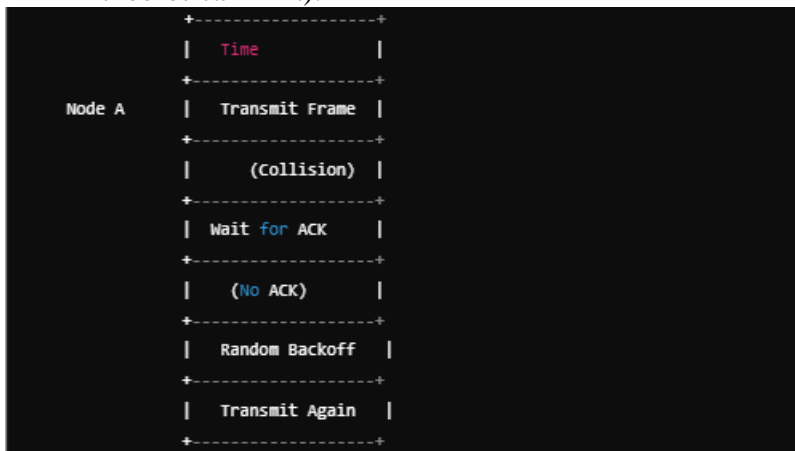 +--------------------+
| Time |
+--------------------+
Node A | Transmit Frame |
+--------------------+
| (Collision) |
+--------------------+
| Wait for ACK |
+--------------------+
| (No ACK) |
+--------------------+
| Random Backoff |
+--------------------+
| Transmit Again |
+--------------------+